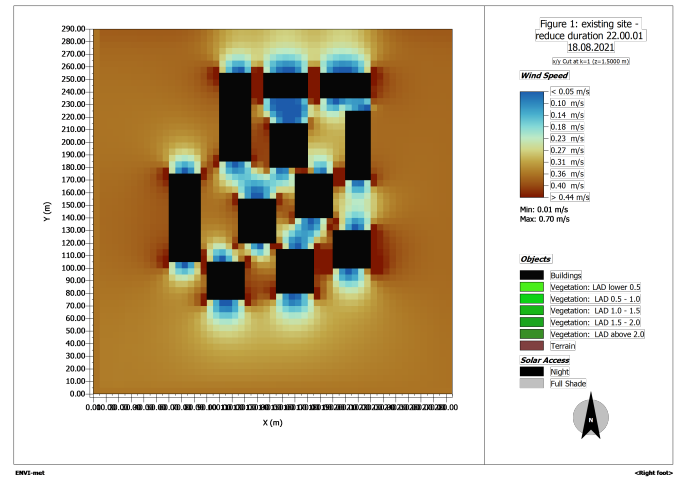 Figure 1: existing site -
reduce duration 22.00.01
18.08.2021
x/y Cut at k=1 (z=1.5000 m)
Wind Speed
< 0.05 m/s
0.10 m/s
0.14 m/s
0.18 m/s
0.23 m/s
0.27 m/s
0.31 m/s
0.36 m/s
0.40 m/s
> 0.44 m/s
Min: 0.01 m/s
Max: 0.70 m/s
Objects
Buildings
Vegetation: LAD lower 0.5
Vegetation: LAD 0.5 - 1.0
Vegetation: LAD 1.0 - 1.5
Vegetation: LAD 1.5 - 2.0
Vegetation: LAD above 2.0
Terrain
Solar Access
Night
Full Shade
N
290.00
280.00
270.00
260.00
250.00
240.00
230.00
220.00
210.00
200.00
190.00
180.00
170.00
160.00
150.00
140.00
130.00
120.00
110.00
100.00
90.00
80.00
70.00
60.00
50.00
40.00
30.00
20.00
10.00
0.00
Y (m)
X (m)
ENVI-met
<Right foot>